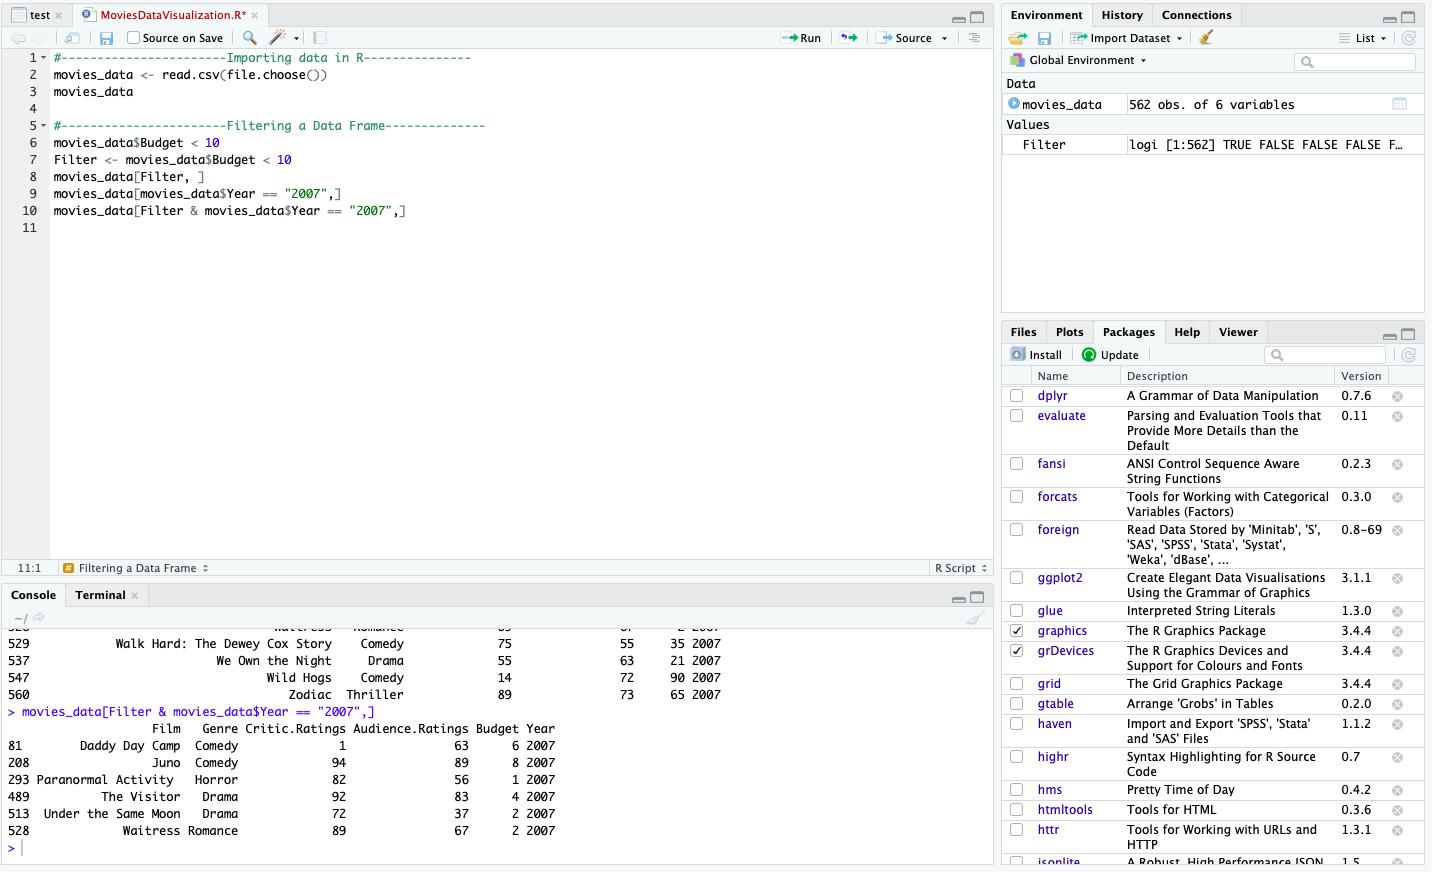 test
MoviesDataVisualization.R*
Source on Save
Run
Source
1 #-----------------------Importing data in R---------------
2 movies_data <- read.csv(file.choose())
3 movies_data
4
5 #-----------------------Filtering a Data Frame--------------
6 movies_data$Budget < 10
7 Filter <- movies_data$Budget < 10
8 movies_data[Filter, ]
9 movies_data[movies_data$Year == "2007",]
10 movies_data[Filter & movies_data$Year == "2007",]
11
11:1 # Filtering a Data Frame R Script
Console Terminal
~/
529 Walk Hard: The Dewey Cox Story Comedy 75 55 35 2007
537 We Own the Night Drama 55 63 21 2007
547 Wild Hogs Comedy 14 72 90 2007
560 Zodiac Thriller 89 73 65 2007
> movies_data[Filter & movies_data$Year == "2007",]
Film Genre Critic.Ratings Audience.Ratings Budget Year
81 Daddy Day Camp Comedy 1 63 6 2007
208 Juno Comedy 94 89 8 2007
293 Paranormal Activity Horror 82 56 1 2007
489 The Visitor Drama 92 83 4 2007
513 Under the Same Moon Drama 72 37 2 2007
528 Waitress Romance 89 67 2 2007
>
Environment History Connections
Import Dataset List
Global Environment
Data
movies_data 562 obs. of 6 variables
Values
Filter logi [1:562] TRUE FALSE FALSE FALSE F…
Files Plots Packages Help Viewer
Install Update
Name Description Version
dplyr A Grammar of Data Manipulation 0.7.6
evaluate Parsing and Evaluation Tools that 0.11
Provide More Details than the
Default
fansi ANSI Control Sequence Aware 0.2.3
String Functions
forcats Tools for Working with Categorical 0.3.0
Variables (Factors)
foreign Read Data Stored by 'Minitab', 'S', 0.8-69
'SAS', 'SPSS', 'Stata', 'Systat',
'Weka', 'dBase', ...
ggplot2 Create Elegant Data Visualisations 3.1.1
Using the Grammar of Graphics
glue Interpreted String Literals 1.3.0
graphics The R Graphics Package 3.4.4
grDevices The R Graphics Devices and 3.4.4
Support for Colours and Fonts
grid The Grid Graphics Package 3.4.4
gtable Arrange 'Grobs' in Tables 0.2.0
haven Import and Export 'SPSS', 'Stata' 1.1.2
and 'SAS' Files
highr Syntax Highlighting for R Source 0.7
Code
hms Pretty Time of Day 0.4.2
htmltools Tools for HTML 0.3.6
httr Tools for Working with URLs and 1.3.1
HTTP
jsonlite A Robust, High Performance JSON 1.5